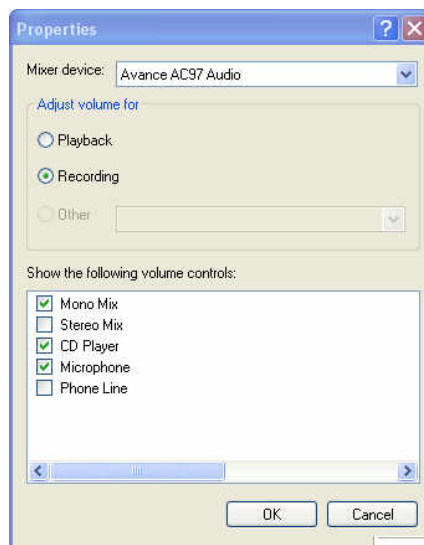 Properties
Mixer device: Avance AC97 Audio
Adjust volume for
Playback
Recording
Other
Show the following volume controls:
Mono Mix
Stereo Mix
CD Player
Microphone
Phone Line
OK Cancel